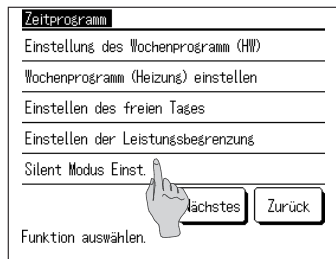 Zeitprogramm
Einstellung des Wochenprogramm (HW)
Wochenprogramm (Heizung) einstellen
Einstellen des freien Tages
Einstellen der Leistungsbegrenzung
Silent Modus Einst.
Nächstes Zurück
Funktion auswählen.